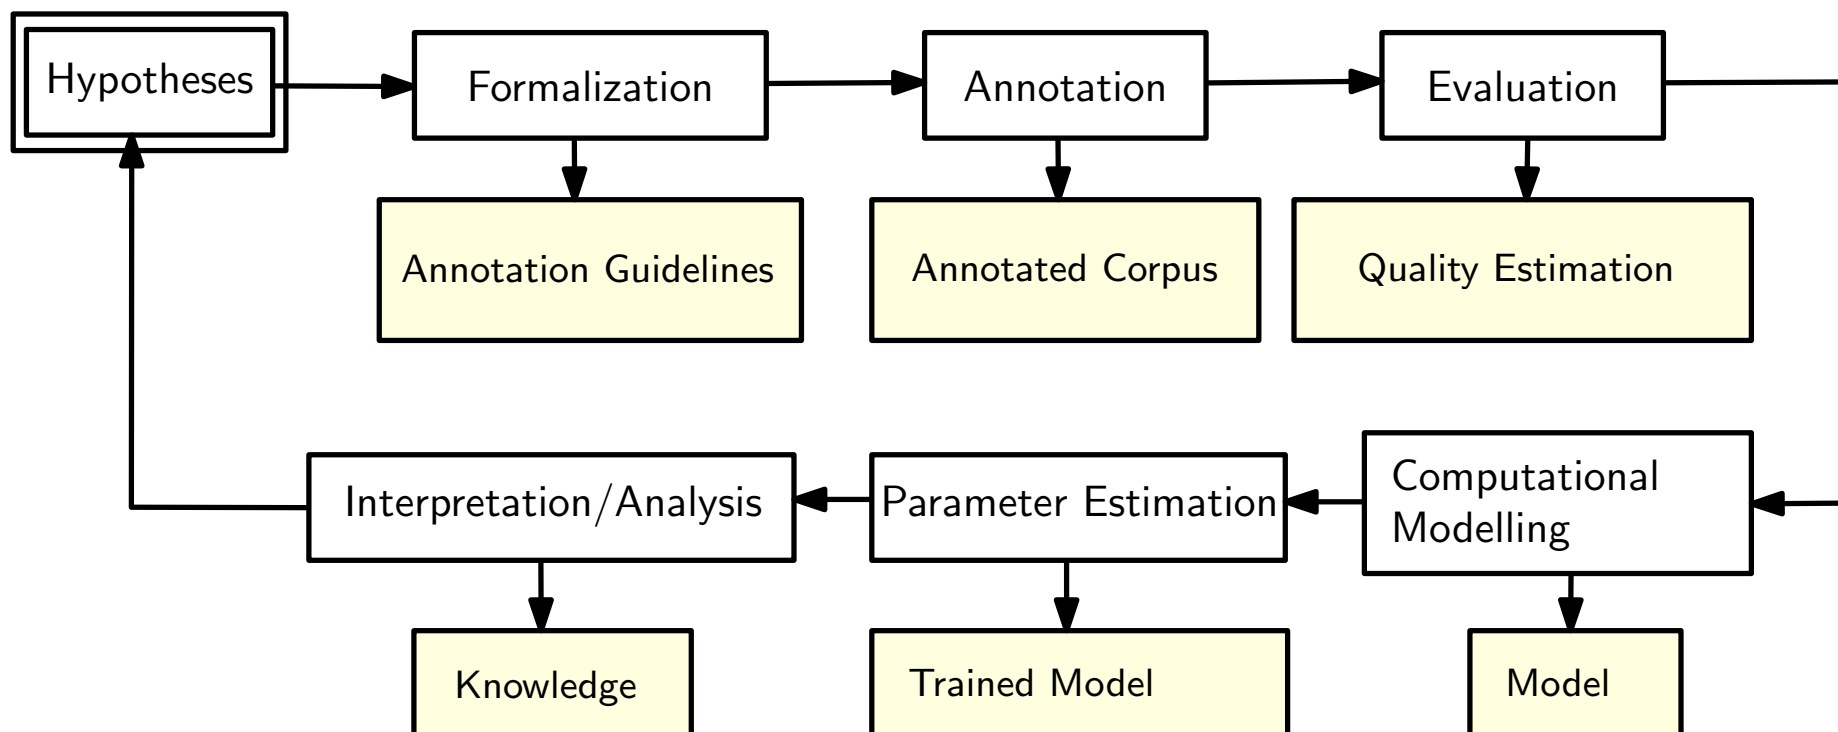 Hypotheses
Formalization
Annotation
Evaluation
Annotation Guidelines
Annotated Corpus
Quality Estimation
Interpretation/Analysis
Parameter Estimation
Computational
Modelling
Knowledge
Trained Model
Model